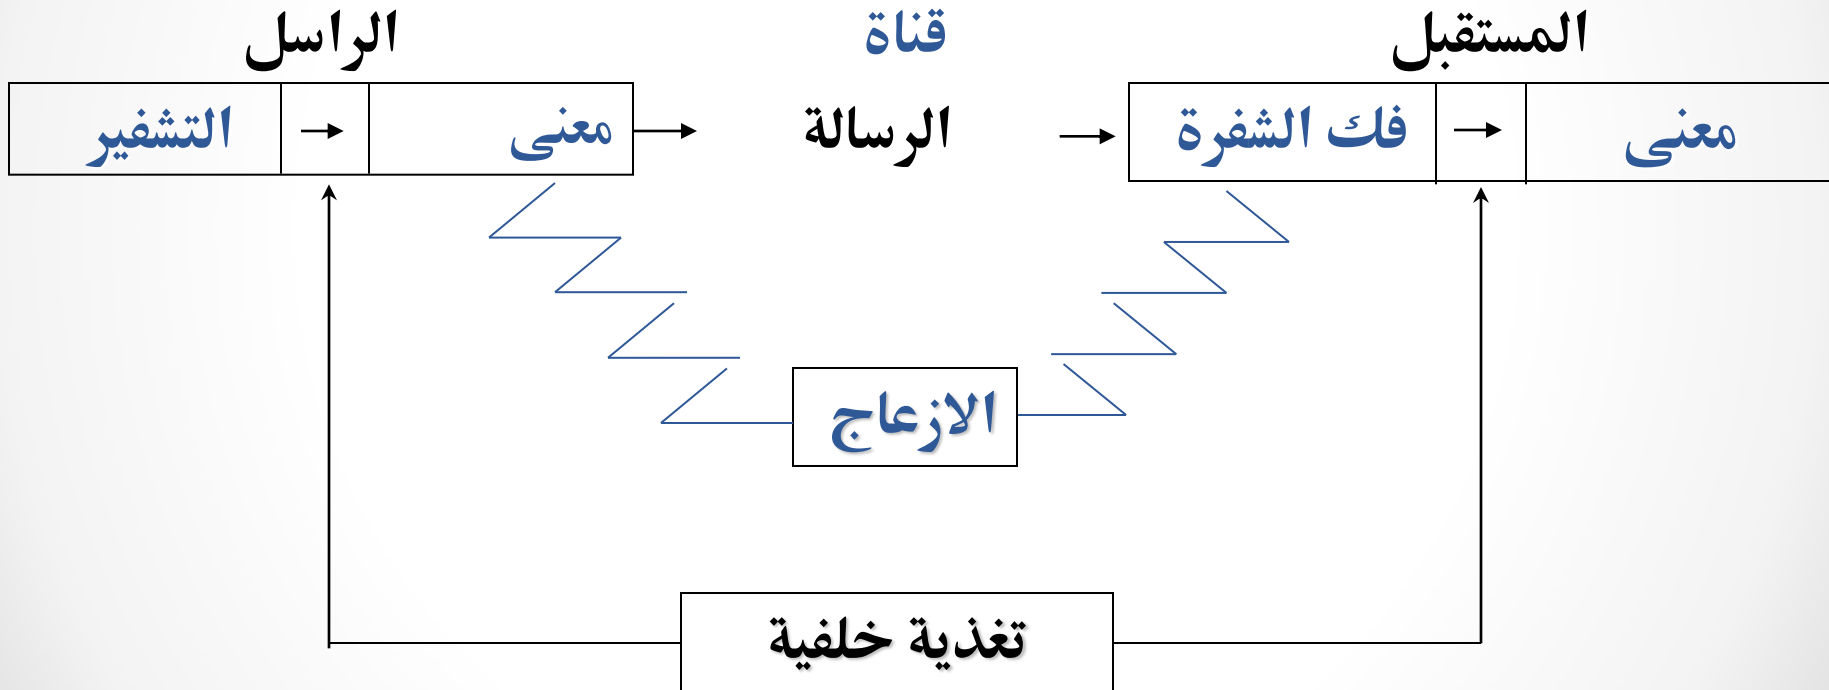 المستقبل
قناة
الراسل
معنى
فك الشفرة
الرسالة
معنى
التشفير
الازعاج
تغذية خلفية